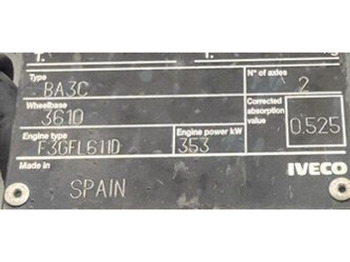 Type
N° of axles
BA3C
2
Wheelbase
3610
Corrected
absorption
value
0.525
Engine type
Engine power kW
F3GFL611D
353
Made in
IVECO
SPAIN